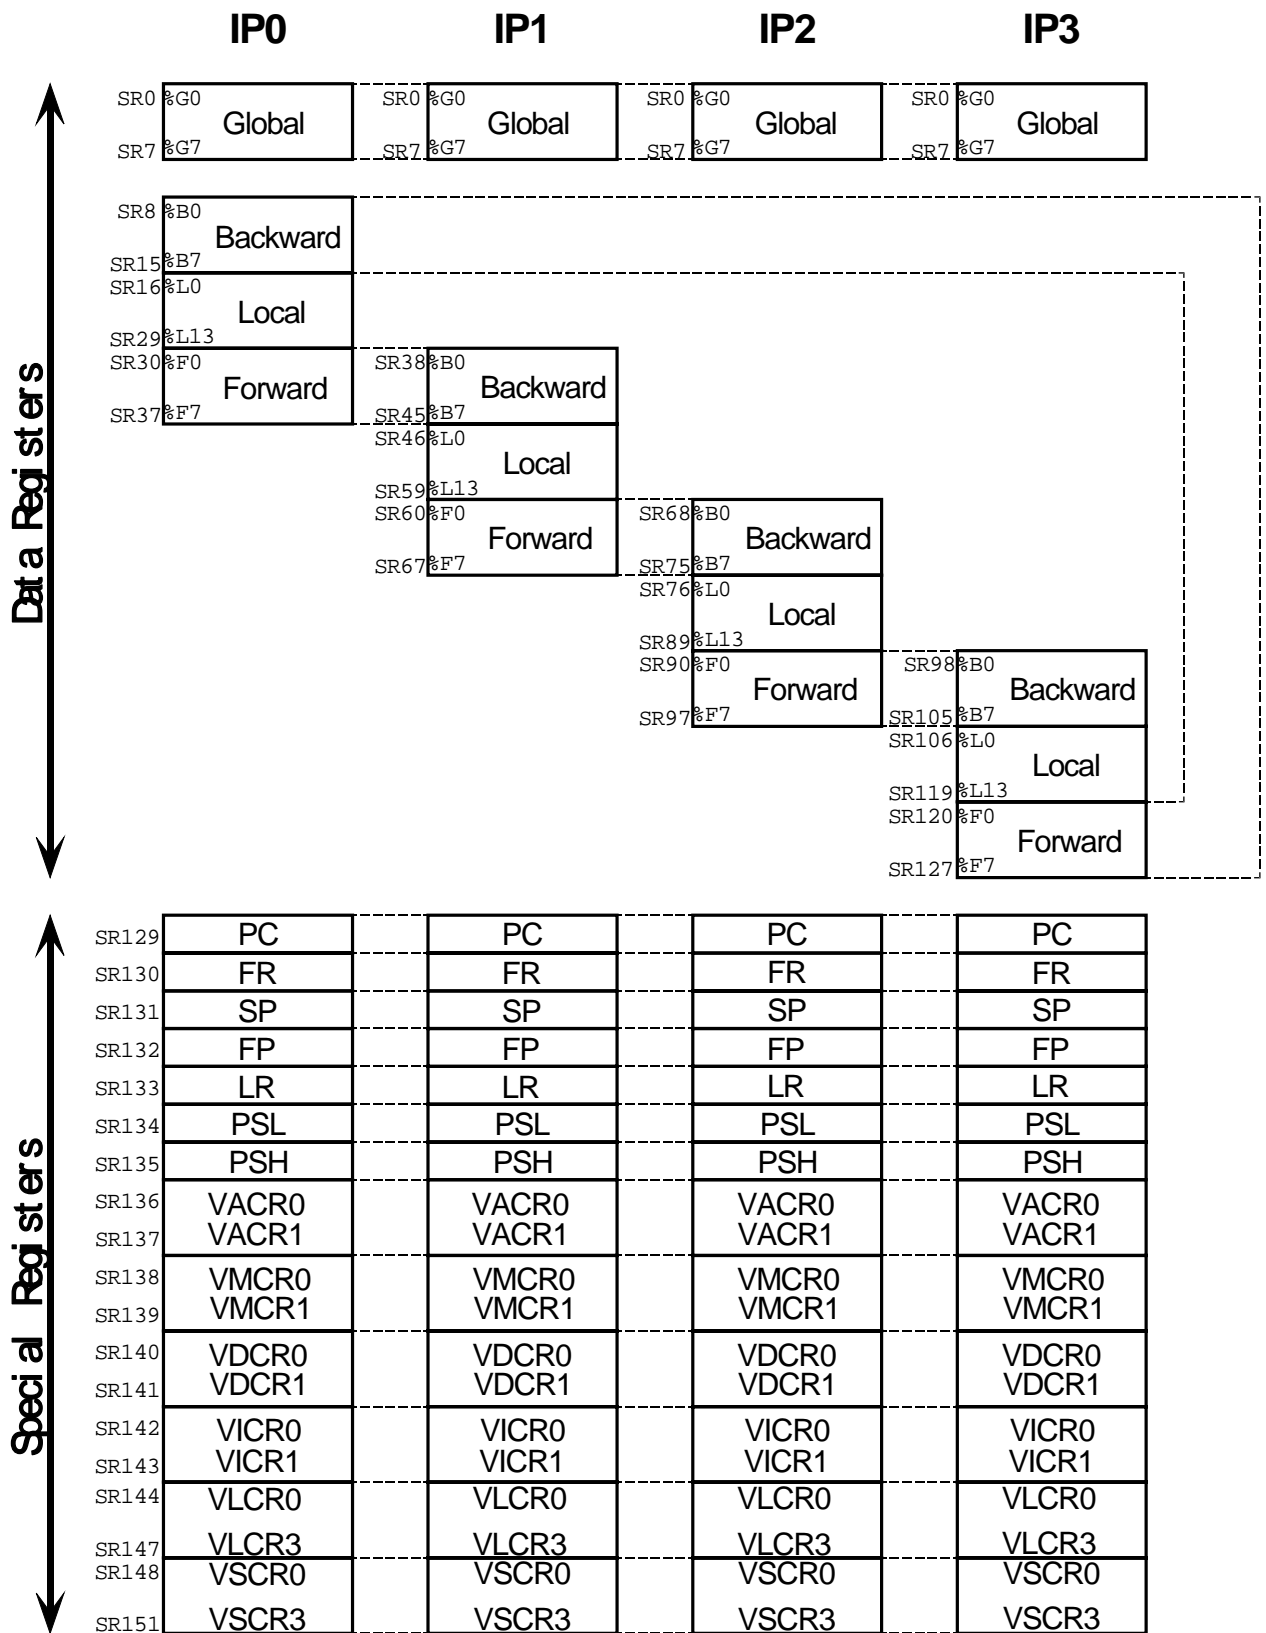 IP0 IP1 IP2 IP3
SR0 %G0 SR0 %G0 SR0 %G0 SR0 %G0
Global Global Global Global
SR7 %G7 SR7 %G7 SR7 %G7 SR7 %G7
SR8 %B0
Backward
SR15 %B7
SR16 %L0
Local
SR29 %L13
SR30 %F0 SR38 %B0
Forward Backward
SR37 %F7 SR45 %B7
SR46 %L0
Local
SR59 %L13
SR60 %F0 SR68 %B0
Forward Backward
SR67 %F7 SR75 %B7
SR76 %L0
Local
SR89 %L13
SR90 %F0 SR98 %B0
Forward Backward
SR97 %F7 SR105 %B7
SR106 %L0
Local
SR119 %L13
SR120 %F0
Forward
SR127 %F7
Data Registers
SR129 PC PC PC PC
SR130 FR FR FR FR
SR131 SP SP SP SP
SR132 FP FP FP FP
SR133 LR LR LR LR
SR134 PSL PSL PSL PSL
SR135 PSH PSH PSH PSH
SR136 VACR0 VACR0 VACR0 VACR0
SR137 VACR1 VACR1 VACR1 VACR1
SR138 VMCR0 VMCR0 VMCR0 VMCR0
SR139 VMCR1 VMCR1 VMCR1 VMCR1
SR140 VDCR0 VDCR0 VDCR0 VDCR0
SR141 VDCR1 VDCR1 VDCR1 VDCR1
SR142 VICR0 VICR0 VICR0 VICR0
SR143 VICR1 VICR1 VICR1 VICR1
SR144 VLCR0 VLCR0 VLCR0 VLCR0
SR147 VLCR3 VLCR3 VLCR3 VLCR3
SR148 VSCR0 VSCR0 VSCR0 VSCR0
SR151 VSCR3 VSCR3 VSCR3 VSCR3
Special Registers